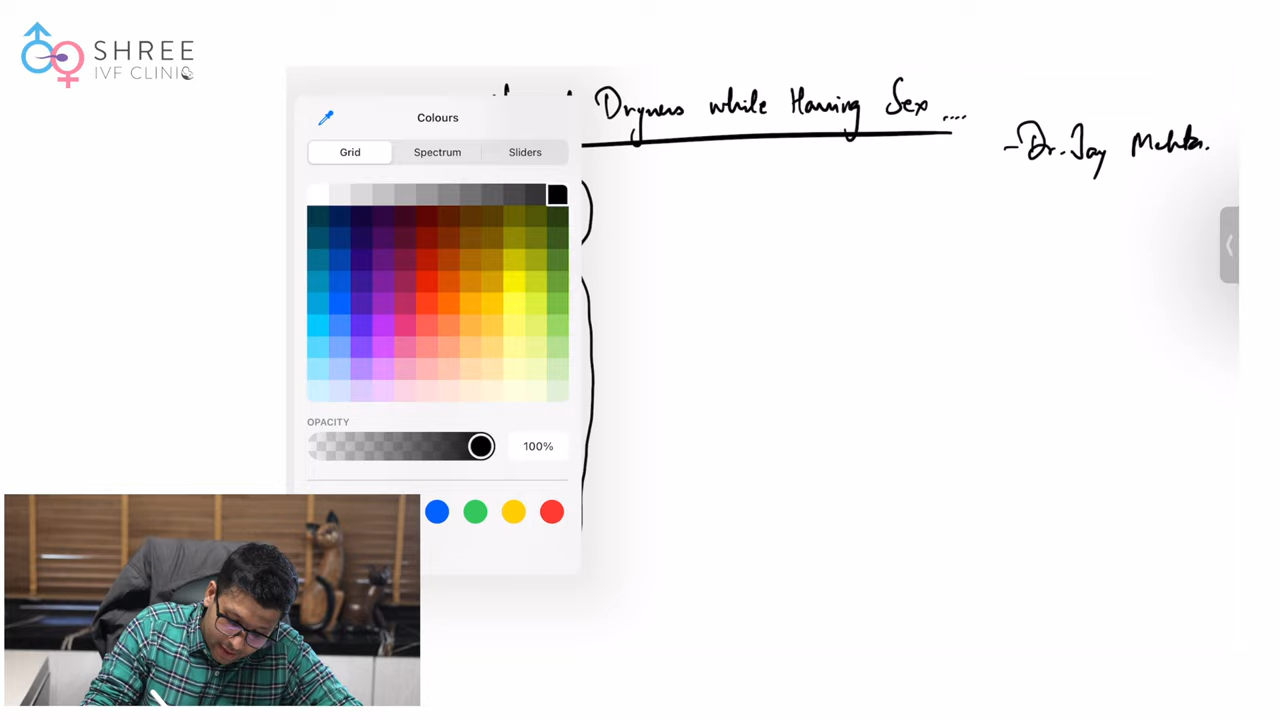 SHREE
IVF CLINIC
Dryness while Having Sex ....
- Dr. Jay Mehta.
Colours
Grid
Spectrum
Sliders
OPACITY
100%